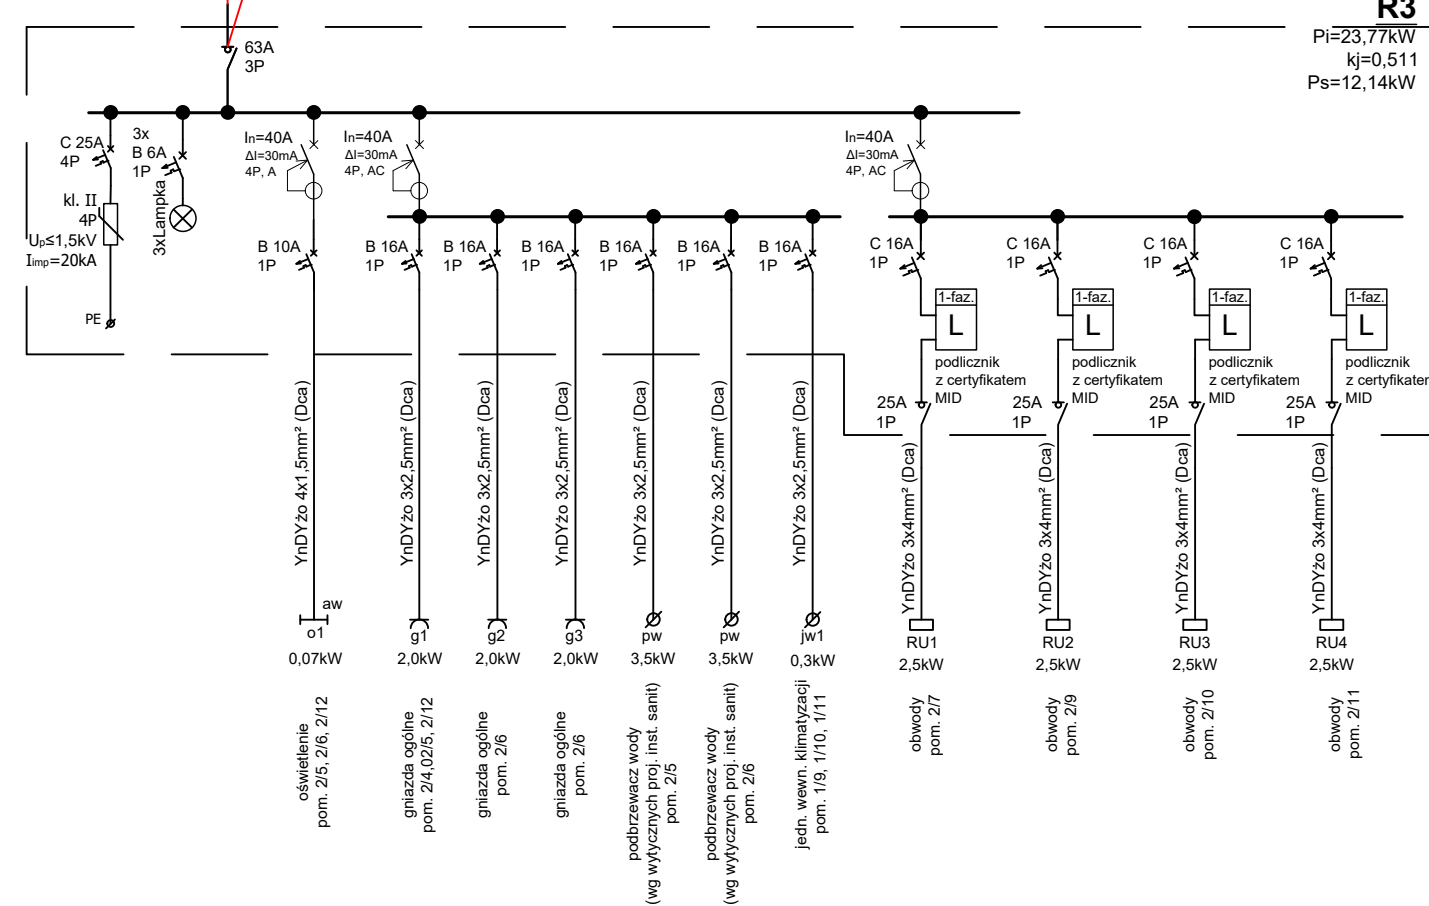 R3
Pi=23,77kW
kj=0,511
Ps=12,14kW
63A
3P
C 25A
4P
3x
B 6A
1P
3xLampka
kl. II
4P
Up≤1,5kV
Iimp=20kA
PE
In=40A
ΔI=30mA
4P, A
In=40A
ΔI=30mA
4P, AC
In=40A
ΔI=30mA
4P, AC
B 10A
1P
B 16A
1P
B 16A
1P
B 16A
1P
B 16A
1P
B 16A
1P
B 16A
1P
C 16A
1P
C 16A
1P
C 16A
1P
C 16A
1P
1-faz.
L
podlicznik
z certyfikatem
MID
1-faz.
L
podlicznik
z certyfikatem
MID
1-faz.
L
podlicznik
z certyfikatem
MID
1-faz.
L
podlicznik
z certyfikatem
MID
25A
1P
25A
1P
25A
1P
25A
1P
YnDYżo 4x1,5mm² (Dca)
YnDYżo 3x2,5mm² (Dca)
YnDYżo 3x2,5mm² (Dca)
YnDYżo 3x2,5mm² (Dca)
YnDYżo 3x2,5mm² (Dca)
YnDYżo 3x2,5mm² (Dca)
YnDYżo 3x2,5mm² (Dca)
YnDYżo 3x4mm² (Dca)
YnDYżo 3x4mm² (Dca)
YnDYżo 3x4mm² (Dca)
YnDYżo 3x4mm² (Dca)
aw
o1
0,07kW
g1
2,0kW
g2
2,0kW
g3
2,0kW
pw
3,5kW
pw
3,5kW
jw1
0,3kW
RU1
2,5kW
RU2
2,5kW
RU3
2,5kW
RU4
2,5kW
oświetlenie
pom. 2/5, 2/6, 2/12
gniazda ogólne
pom. 2/4,02/5, 2/12
gniazda ogólne
pom. 2/6
gniazda ogólne
pom. 2/6
podbrzewacz wody
(wg wytycznych proj. inst. sanit)
pom. 2/5
podbrzewacz wody
(wg wytycznych proj. inst. sanit)
pom. 2/6
jedn. wewn. klimatyzacji
pom. 1/9, 1/10, 1/11
obwody
pom. 2/7
obwody
pom. 2/9
obwody
pom. 2/10
obwody
pom. 2/11